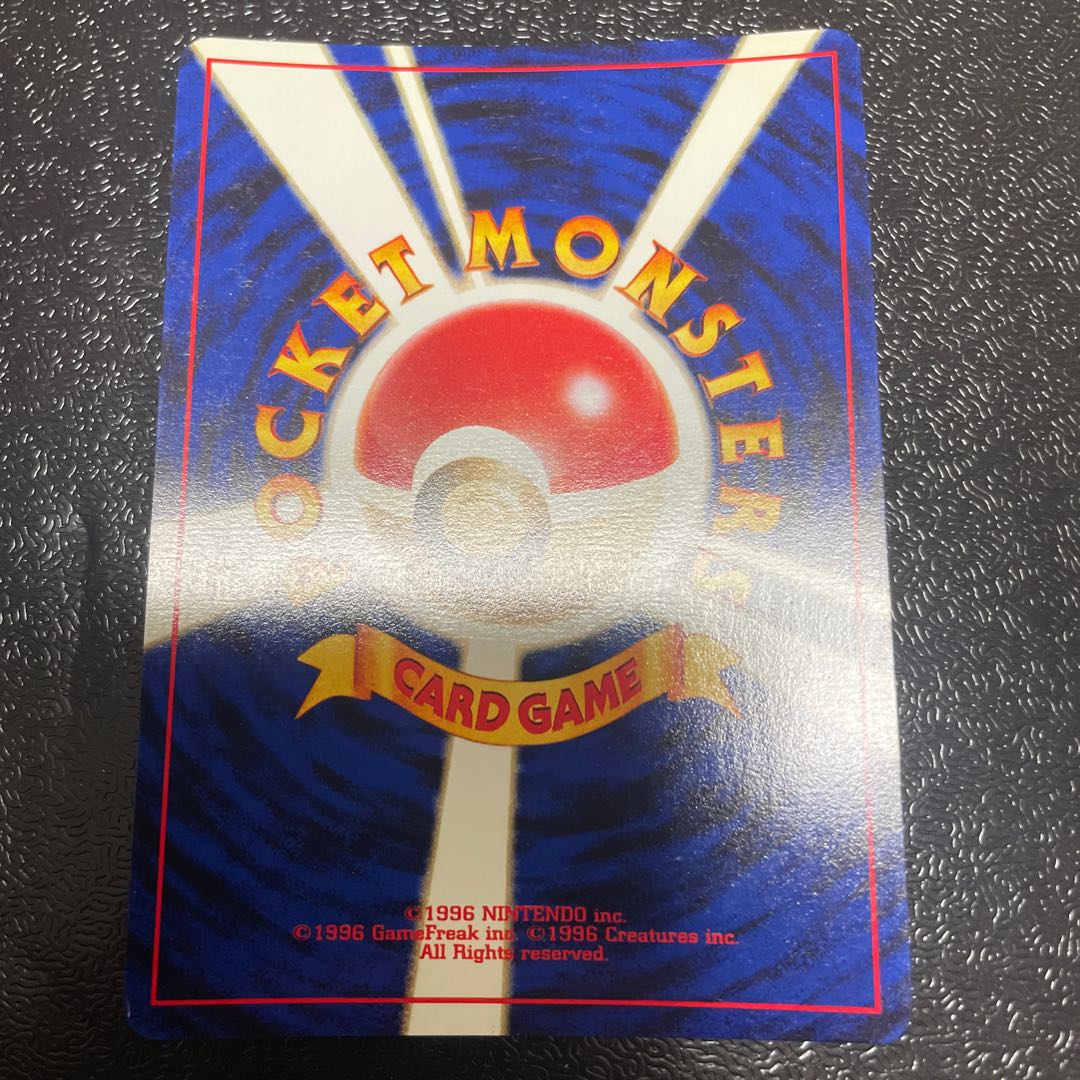 POCKET MONSTERS
CARD GAME
©1996 NINTENDO inc.
©1996 GameFreak inc. ©1996 Creatures inc.
All Rights reserved.